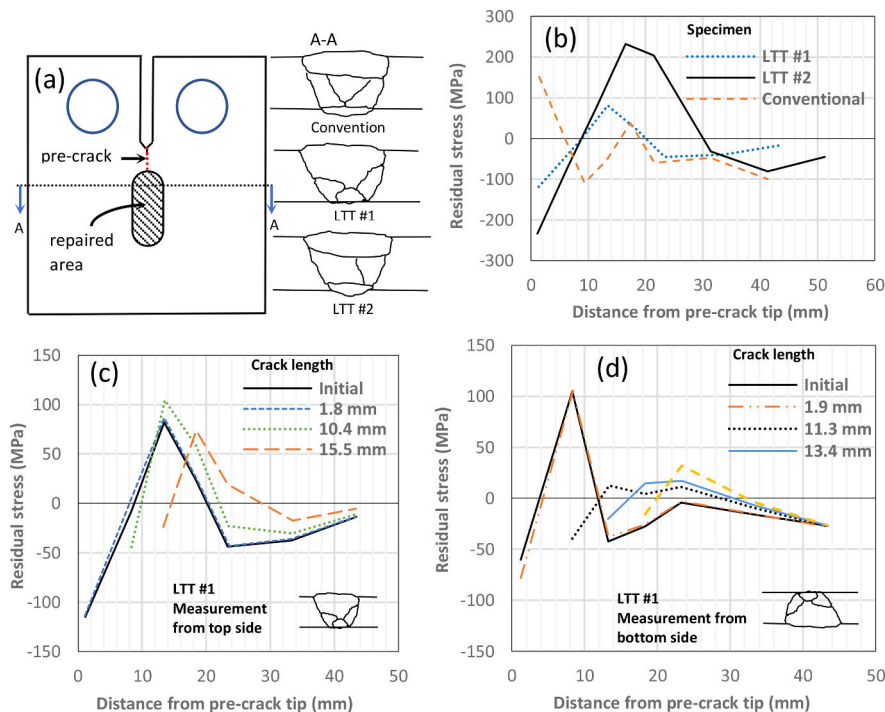 (a)
A-A
pre-crack
A
A
repaired
area
Convention
LTT #1
LTT #2
(b)
Specimen
LTT #1
LTT #2
Conventional
Residual stress (MPa)
300
200
100
0
-100
-200
-300
0 10 20 30 40 50 60
Distance from pre-crack tip (mm)
(c)
Crack length
Initial
1.8 mm
10.4 mm
15.5 mm
Residual stress (MPa)
150
100
50
0
-50
-100
-150
LTT #1
Measurement
from top side
0 10 20 30 40 50
Distance from pre-crack tip (mm)
(d)
Crack length
Initial
1.9 mm
11.3 mm
13.4 mm
Residual stress (MPa)
150
100
50
0
-50
-100
-150
LTT #1
Measurement from
bottom side
0 10 20 30 40 50
Distance from pre-crack tip (mm)